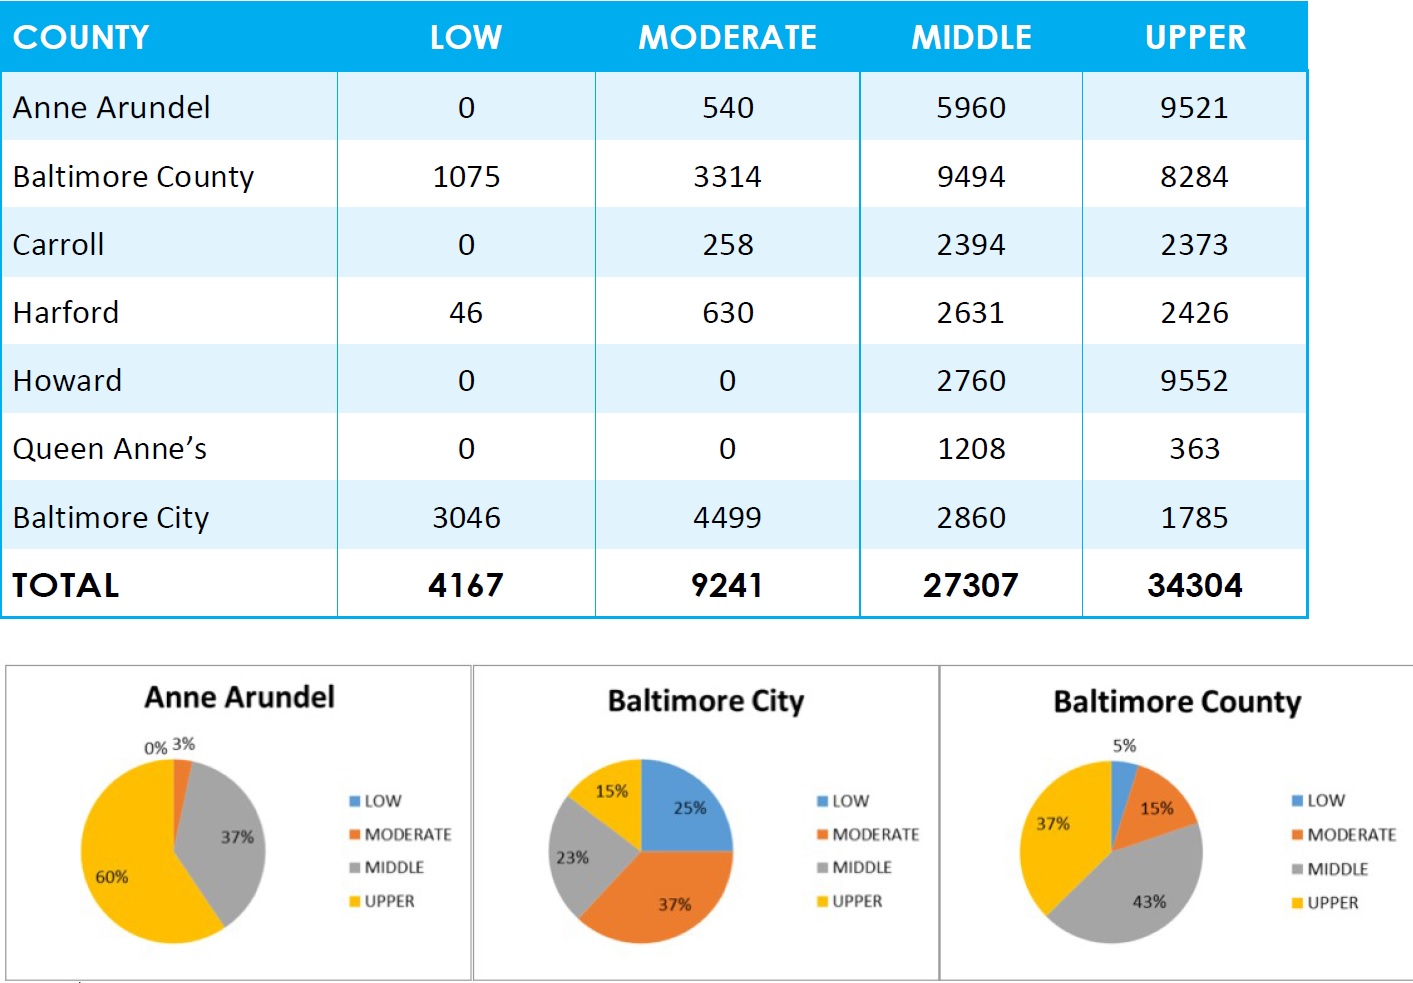 COUNTY LOW MODERATE MIDDLE UPPER
Anne Arundel 0 540 5960 9521
Baltimore County 1075 3314 9494 8284
Carroll 0 258 2394 2373
Harford 46 630 2631 2426
Howard 0 0 2760 9552
Queen Anne’s 0 0 1208 363
Baltimore City 3046 4499 2860 1785
TOTAL 4167 9241 27307 34304
Anne Arundel
0% 3%
37%
60%
LOW
MODERATE
MIDDLE
UPPER
Baltimore City
15%
25%
23%
37%
LOW
MODERATE
MIDDLE
UPPER
Baltimore County
5%
15%
37%
43%
LOW
MODERATE
MIDDLE
UPPER